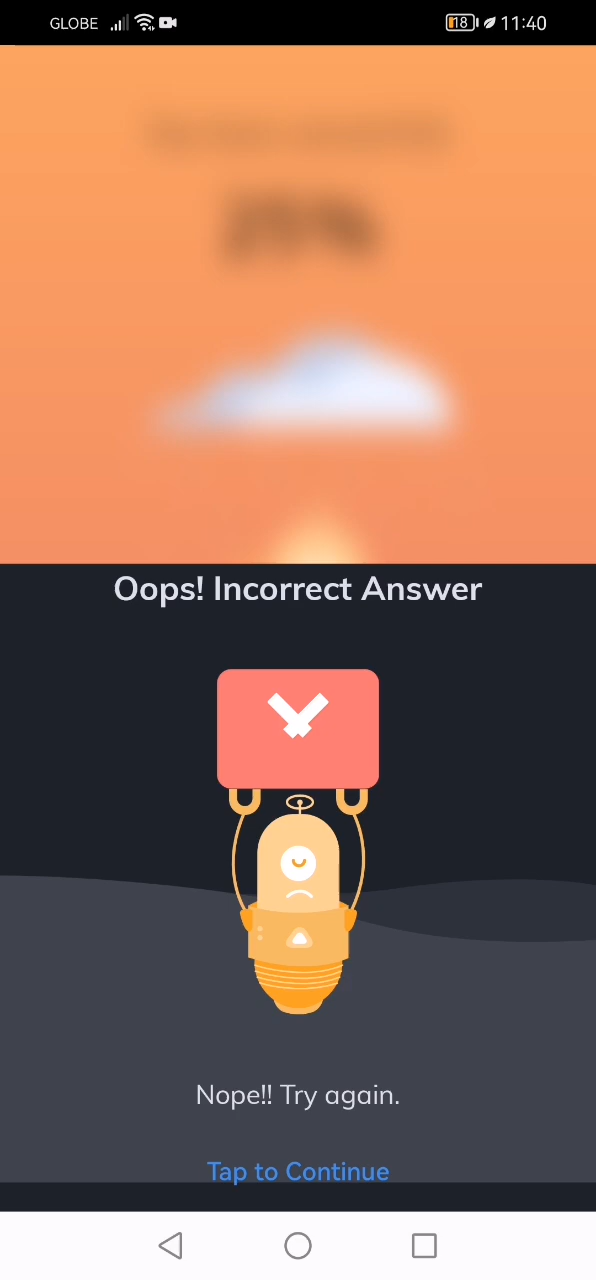 GLOBE
18
11:40
Oops! Incorrect Answer
Nope!! Try again.
Tap to Continue